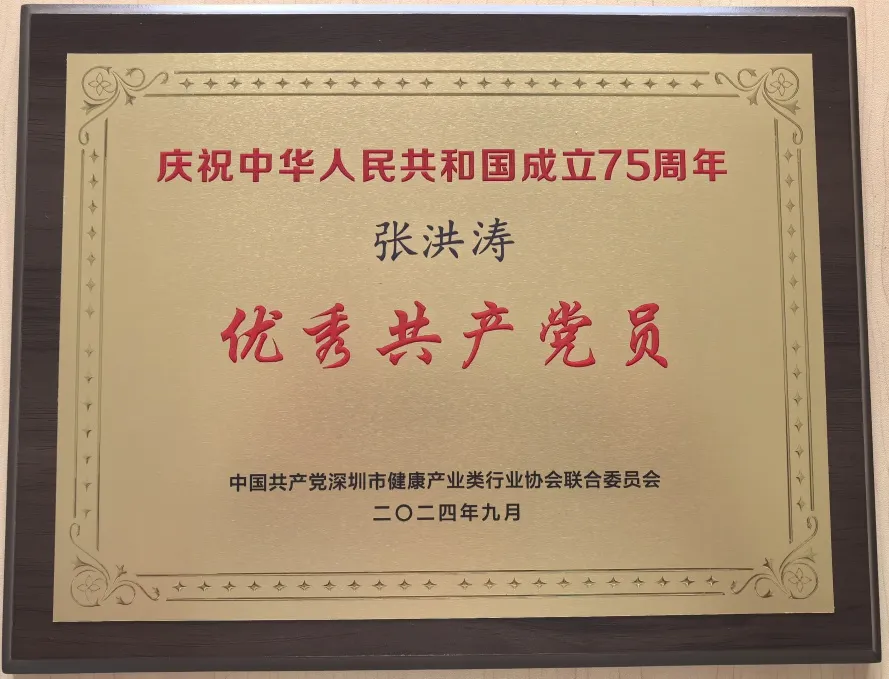 庆祝中华人民共和国成立75周年
张洪涛
优秀共产党员
中国共产党深圳市健康产业类行业协会联合委员会
二〇二四年九月